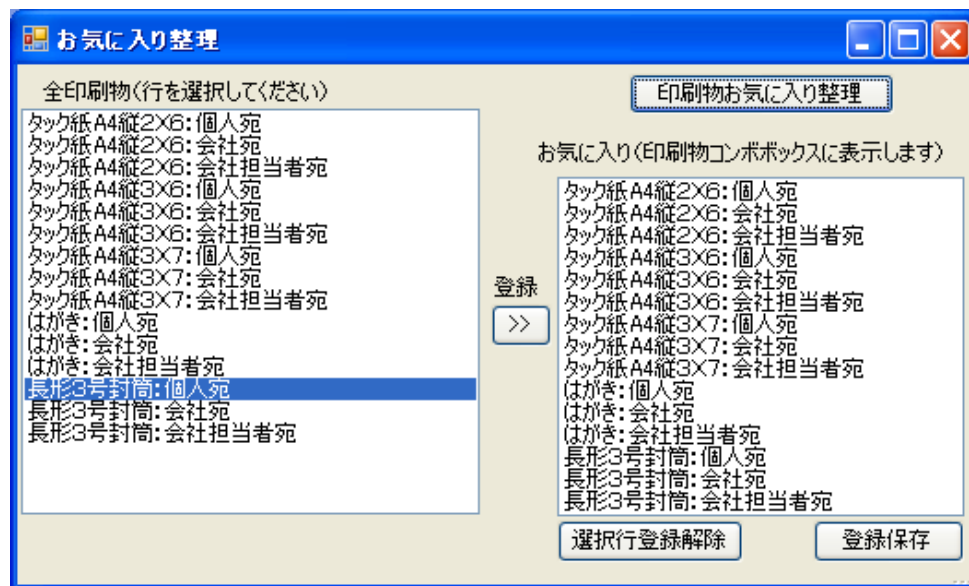 お気に入り整理
全印刷物(行を選択してください)
タック紙A4縦2×6:個人宛
タック紙A4縦2×6:会社宛
タック紙A4縦2×6:会社担当者宛
タック紙A4縦3×6:個人宛
タック紙A4縦3×6:会社宛
タック紙A4縦3×6:会社担当者宛
タック紙A4縦3×7:個人宛
タック紙A4縦3×7:会社宛
タック紙A4縦3×7:会社担当者宛
はがき:個人宛
はがき:会社宛
はがき:会社担当者宛
長形3号封筒:個人宛
長形3号封筒:会社宛
長形3号封筒:会社担当者宛
登録
>>
印刷物お気に入り整理
お気に入り(印刷物コンボボックスに表示します)
タック紙A4縦2×6:個人宛
タック紙A4縦2×6:会社宛
タック紙A4縦2×6:会社担当者宛
タック紙A4縦3×6:個人宛
タック紙A4縦3×6:会社宛
タック紙A4縦3×6:会社担当者宛
タック紙A4縦3×7:個人宛
タック紙A4縦3×7:会社宛
タック紙A4縦3×7:会社担当者宛
はがき:個人宛
はがき:会社宛
はがき:会社担当者宛
長形3号封筒:個人宛
長形3号封筒:会社宛
長形3号封筒:会社担当者宛
選択行登録解除
登録保存